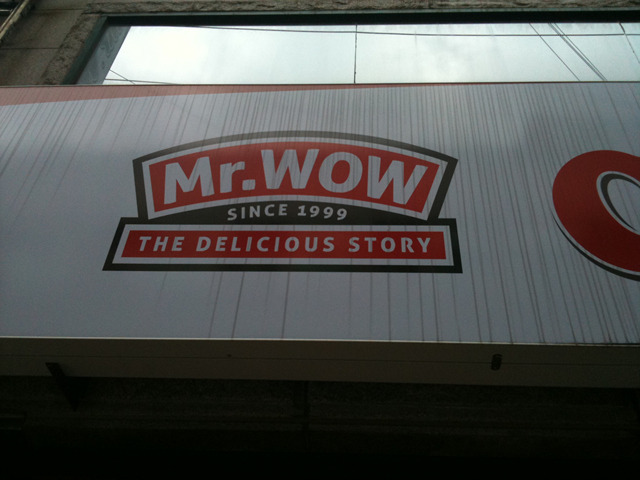 Mr.WOW
SINCE 1999
THE DELICIOUS STORY